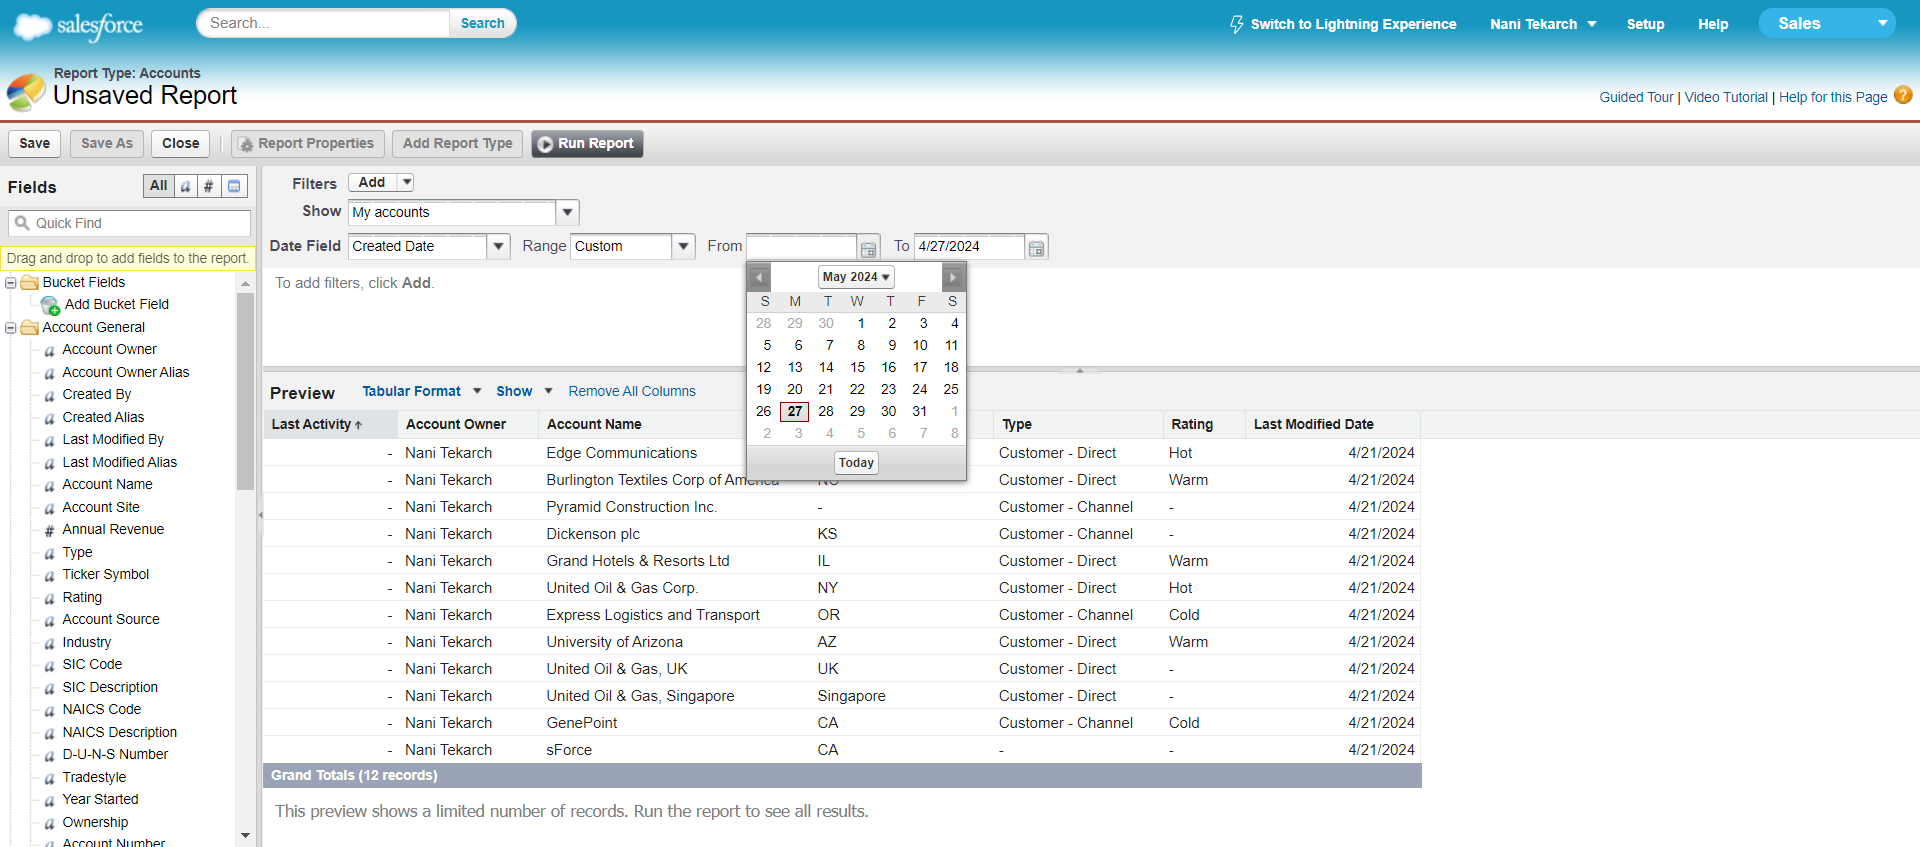 salesforce
Search...
Search
Switch to Lightning Experience
Nani Tekarch
Setup
Help
Sales
Report Type: Accounts
Unsaved Report
Guided Tour | Video Tutorial | Help for this Page ?
Save
Save As
Close
Report Properties
Add Report Type
Run Report
Fields
All a #
Quick Find
Drag and drop to add fields to the report.
Bucket Fields
Add Bucket Field
Account General
a Account Owner
a Account Owner Alias
a Created By
a Created Alias
a Last Modified By
a Last Modified Alias
a Account Name
a Account Site
# Annual Revenue
a Type
a Ticker Symbol
a Rating
a Account Source
a Industry
a SIC Code
a SIC Description
a NAICS Code
a NAICS Description
a D-U-N-S Number
a Tradestyle
a Year Started
a Ownership
a Account Number
Filters Add
Show My accounts
Date Field Created Date Range Custom From To 4/27/2024
To add filters, click Add.
May 2024
S M T W T F S
28 29 30 1 2 3 4
5 6 7 8 9 10 11
12 13 14 15 16 17 18
19 20 21 22 23 24 25
26 27 28 29 30 31 1
2 3 4 5 6 7 8
Today
Preview Tabular Format Show Remove All Columns
Last Activity Account Owner Account Name Type Rating Last Modified Date
- Nani Tekarch Edge Communications Customer - Direct Hot 4/21/2024
- Nani Tekarch Burlington Textiles Corp of America Customer - Direct Warm 4/21/2024
- Nani Tekarch Pyramid Construction Inc. - Customer - Channel - 4/21/2024
- Nani Tekarch Dickenson plc KS Customer - Channel - 4/21/2024
- Nani Tekarch Grand Hotels & Resorts Ltd IL Customer - Direct Warm 4/21/2024
- Nani Tekarch United Oil & Gas Corp. NY Customer - Direct Hot 4/21/2024
- Nani Tekarch Express Logistics and Transport OR Customer - Channel Cold 4/21/2024
- Nani Tekarch University of Arizona AZ Customer - Direct Warm 4/21/2024
- Nani Tekarch United Oil & Gas, UK UK Customer - Direct - 4/21/2024
- Nani Tekarch United Oil & Gas, Singapore Singapore Customer - Direct - 4/21/2024
- Nani Tekarch GenePoint CA Customer - Channel Cold 4/21/2024
- Nani Tekarch sForce CA - - 4/21/2024
Grand Totals (12 records)
This preview shows a limited number of records. Run the report to see all results.